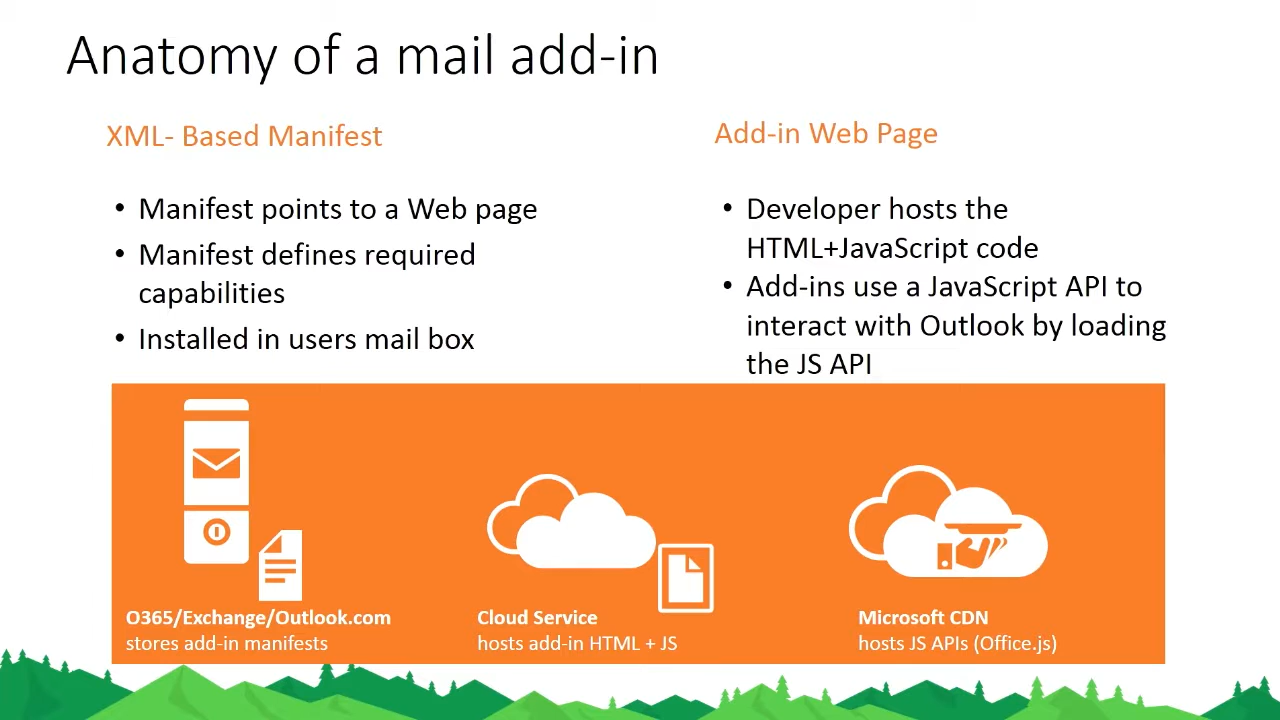 Anatomy of a mail add-in
XML- Based Manifest
• Manifest points to a Web page
• Manifest defines required
capabilities
• Installed in users mail box
Add-in Web Page
• Developer hosts the
HTML+JavaScript code
• Add-ins use a JavaScript API to
interact with Outlook by loading
the JS API
O365/Exchange/Outlook.com
stores add-in manifests
Cloud Service
hosts add-in HTML + JS
Microsoft CDN
hosts JS APIs (Office.js)